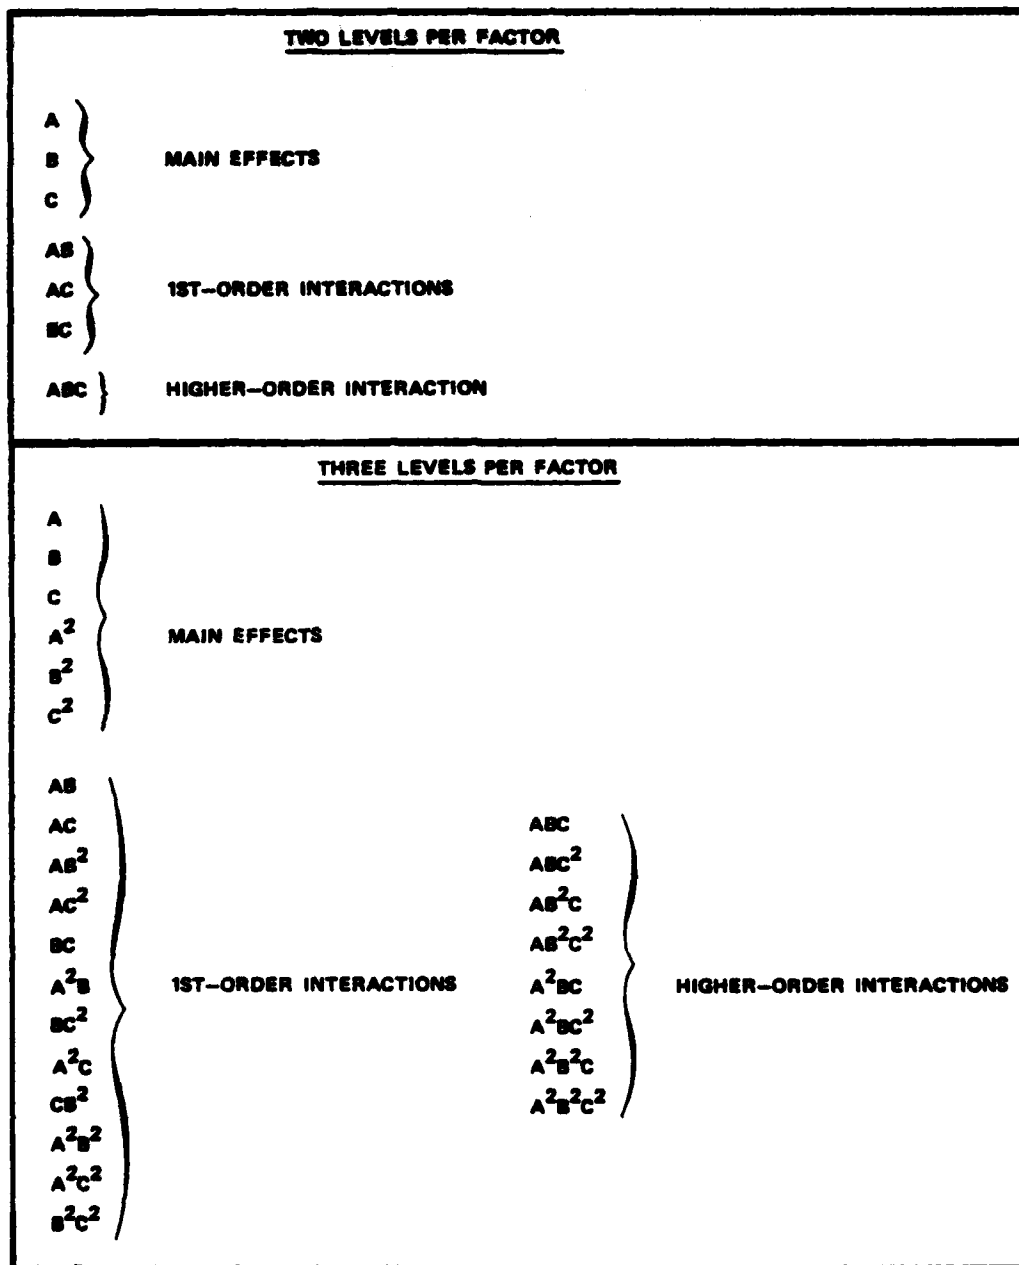 TWO LEVELS PER FACTOR
A
B
MAIN EFFECTS
C
AB
AC
1ST–ORDER INTERACTIONS
BC
ABC
HIGHER–ORDER INTERACTION
THREE LEVELS PER FACTOR
A
B
C
A²
MAIN EFFECTS
B²
C²
AB
AC
AB²
AC²
BC
A²B
1ST–ORDER INTERACTIONS
BC²
A²C
CB²
A²B²
A²C²
B²C²
ABC
ABC²
AB²C
AB²C²
A²BC
HIGHER–ORDER INTERACTIONS
A²BC²
A²B²C
A²B²C²